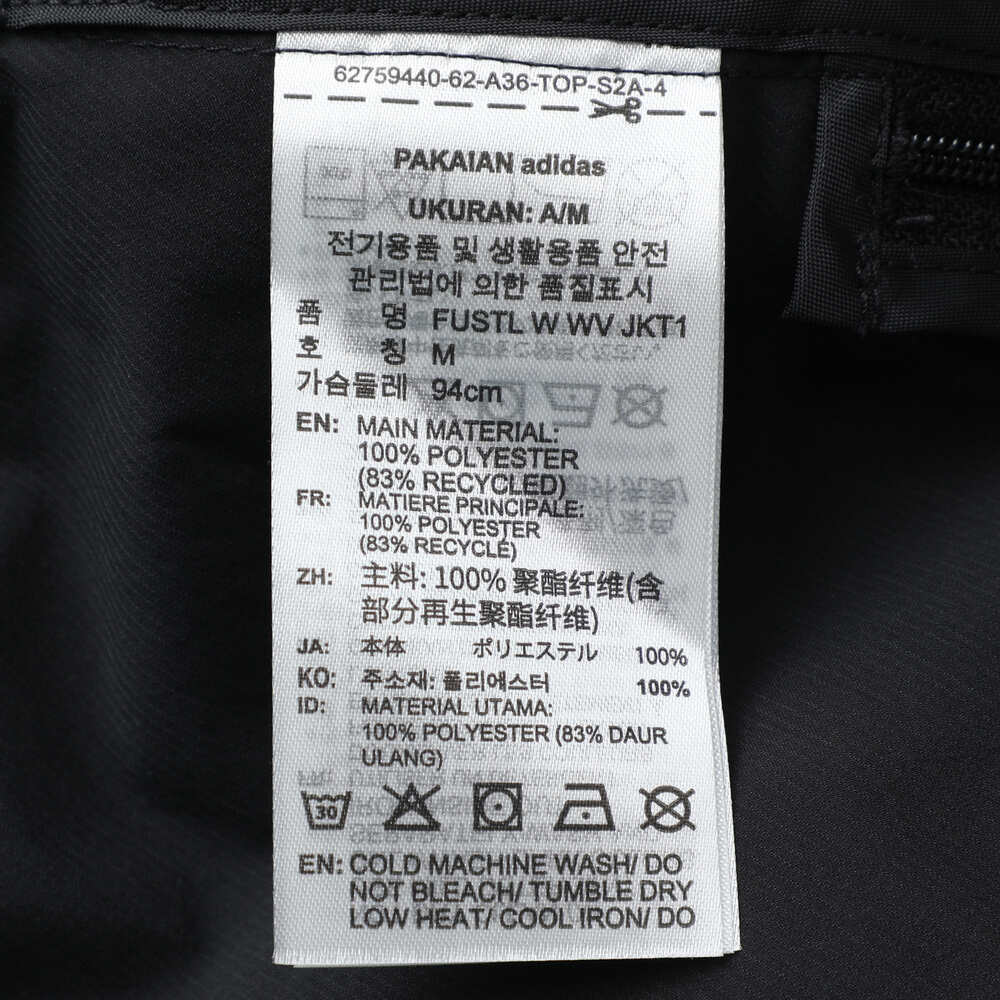 62759440-62-A36-TOP-S2A-4
PAKAIAN adidas
UKURAN: A/M
전기용품 및 생활용품 안전
관리법에 의한 품질표시
품 명 FUSTL W WV JKT1
호 칭 M
가슴둘레 94cm
EN: MAIN MATERIAL:
100% POLYESTER
(83% RECYCLED)
FR: MATIERE PRINCIPALE:
100% POLYESTER
(83% RECYCLÉ)
ZH: 主料: 100% 聚酯纤维(含
部分再生聚酯纤维)
JA: 本体 ポリエステル 100%
KO: 주소재: 폴리에스터 100%
ID: MATERIAL UTAMA:
100% POLYESTER (83% DAUR
ULANG)
30
EN: COLD MACHINE WASH/ DO
NOT BLEACH/ TUMBLE DRY
LOW HEAT/ COOL IRON/ DO